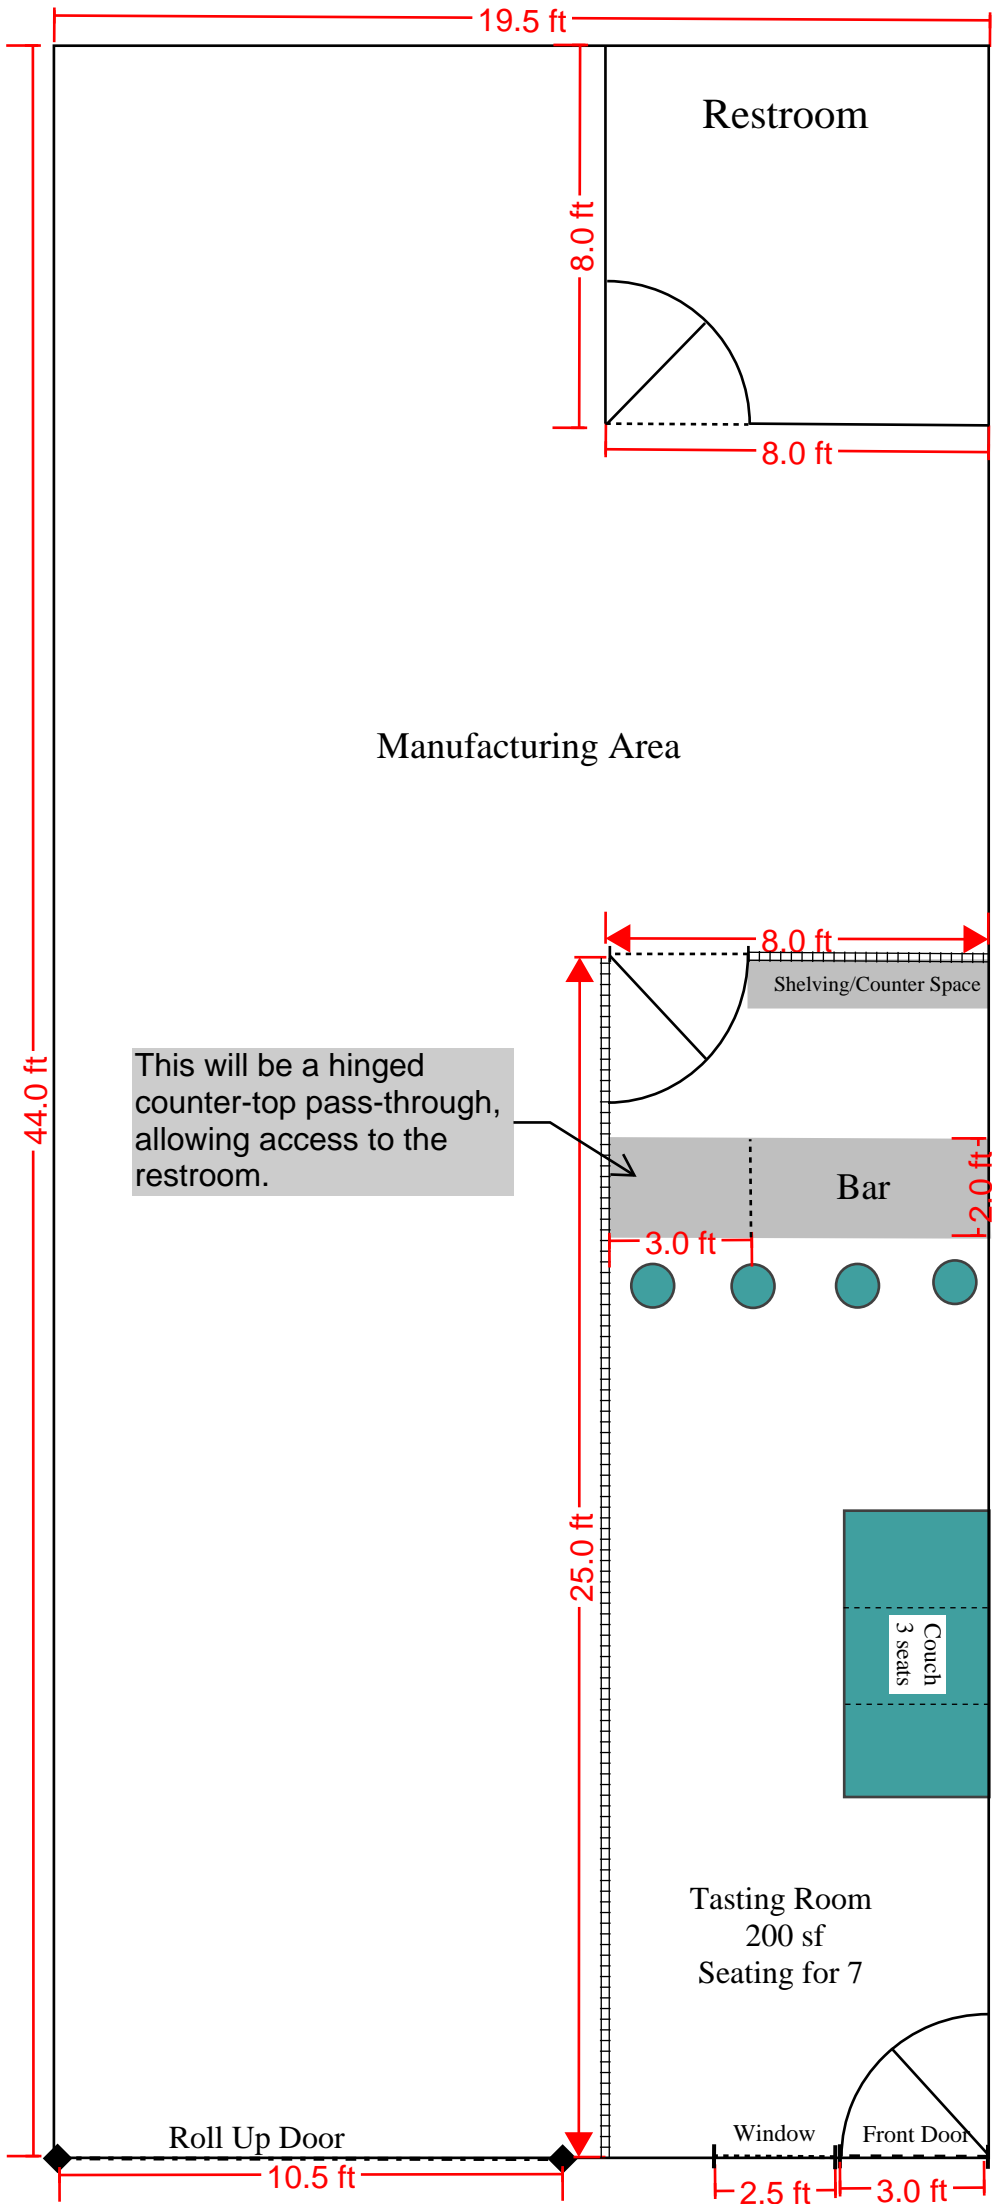 19.5 ft
Restroom
8.0 ft
8.0 ft
Manufacturing Area
8.0 ft
Shelving/Counter Space
44.0 ft
This will be a hinged
counter-top pass-through,
allowing access to the
restroom.
Bar
2.0 ft
3.0 ft
25.0 ft
Couch
3 seats
Tasting Room
200 sf
Seating for 7
Roll Up Door
Window
Front Door
10.5 ft
2.5 ft
3.0 ft